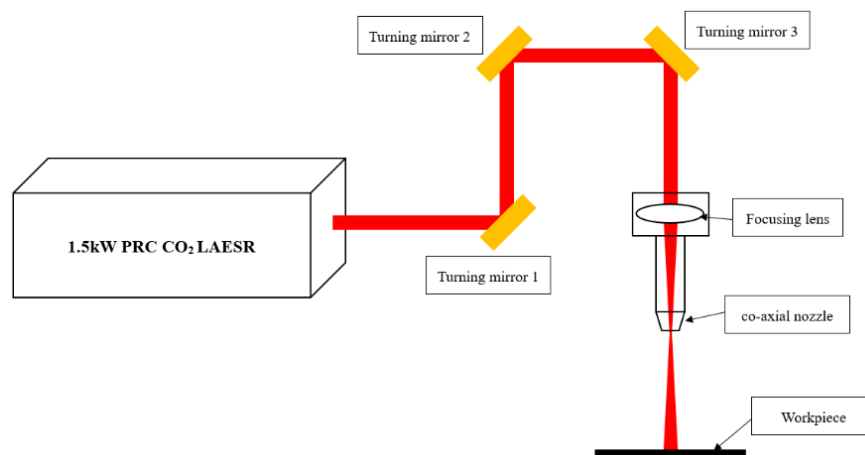 Turning mirror 2
Turning mirror 3
Focusing lens
1.5kW PRC CO₂ LAESR
Turning mirror 1
co-axial nozzle
Workpiece